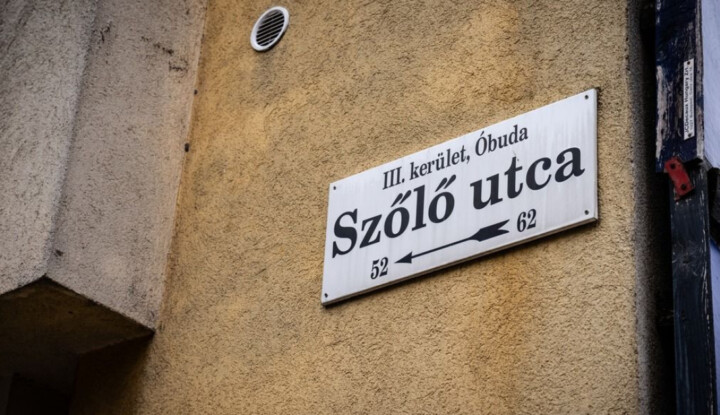 III. kerület, Óbuda
Szőlő utca
52 62